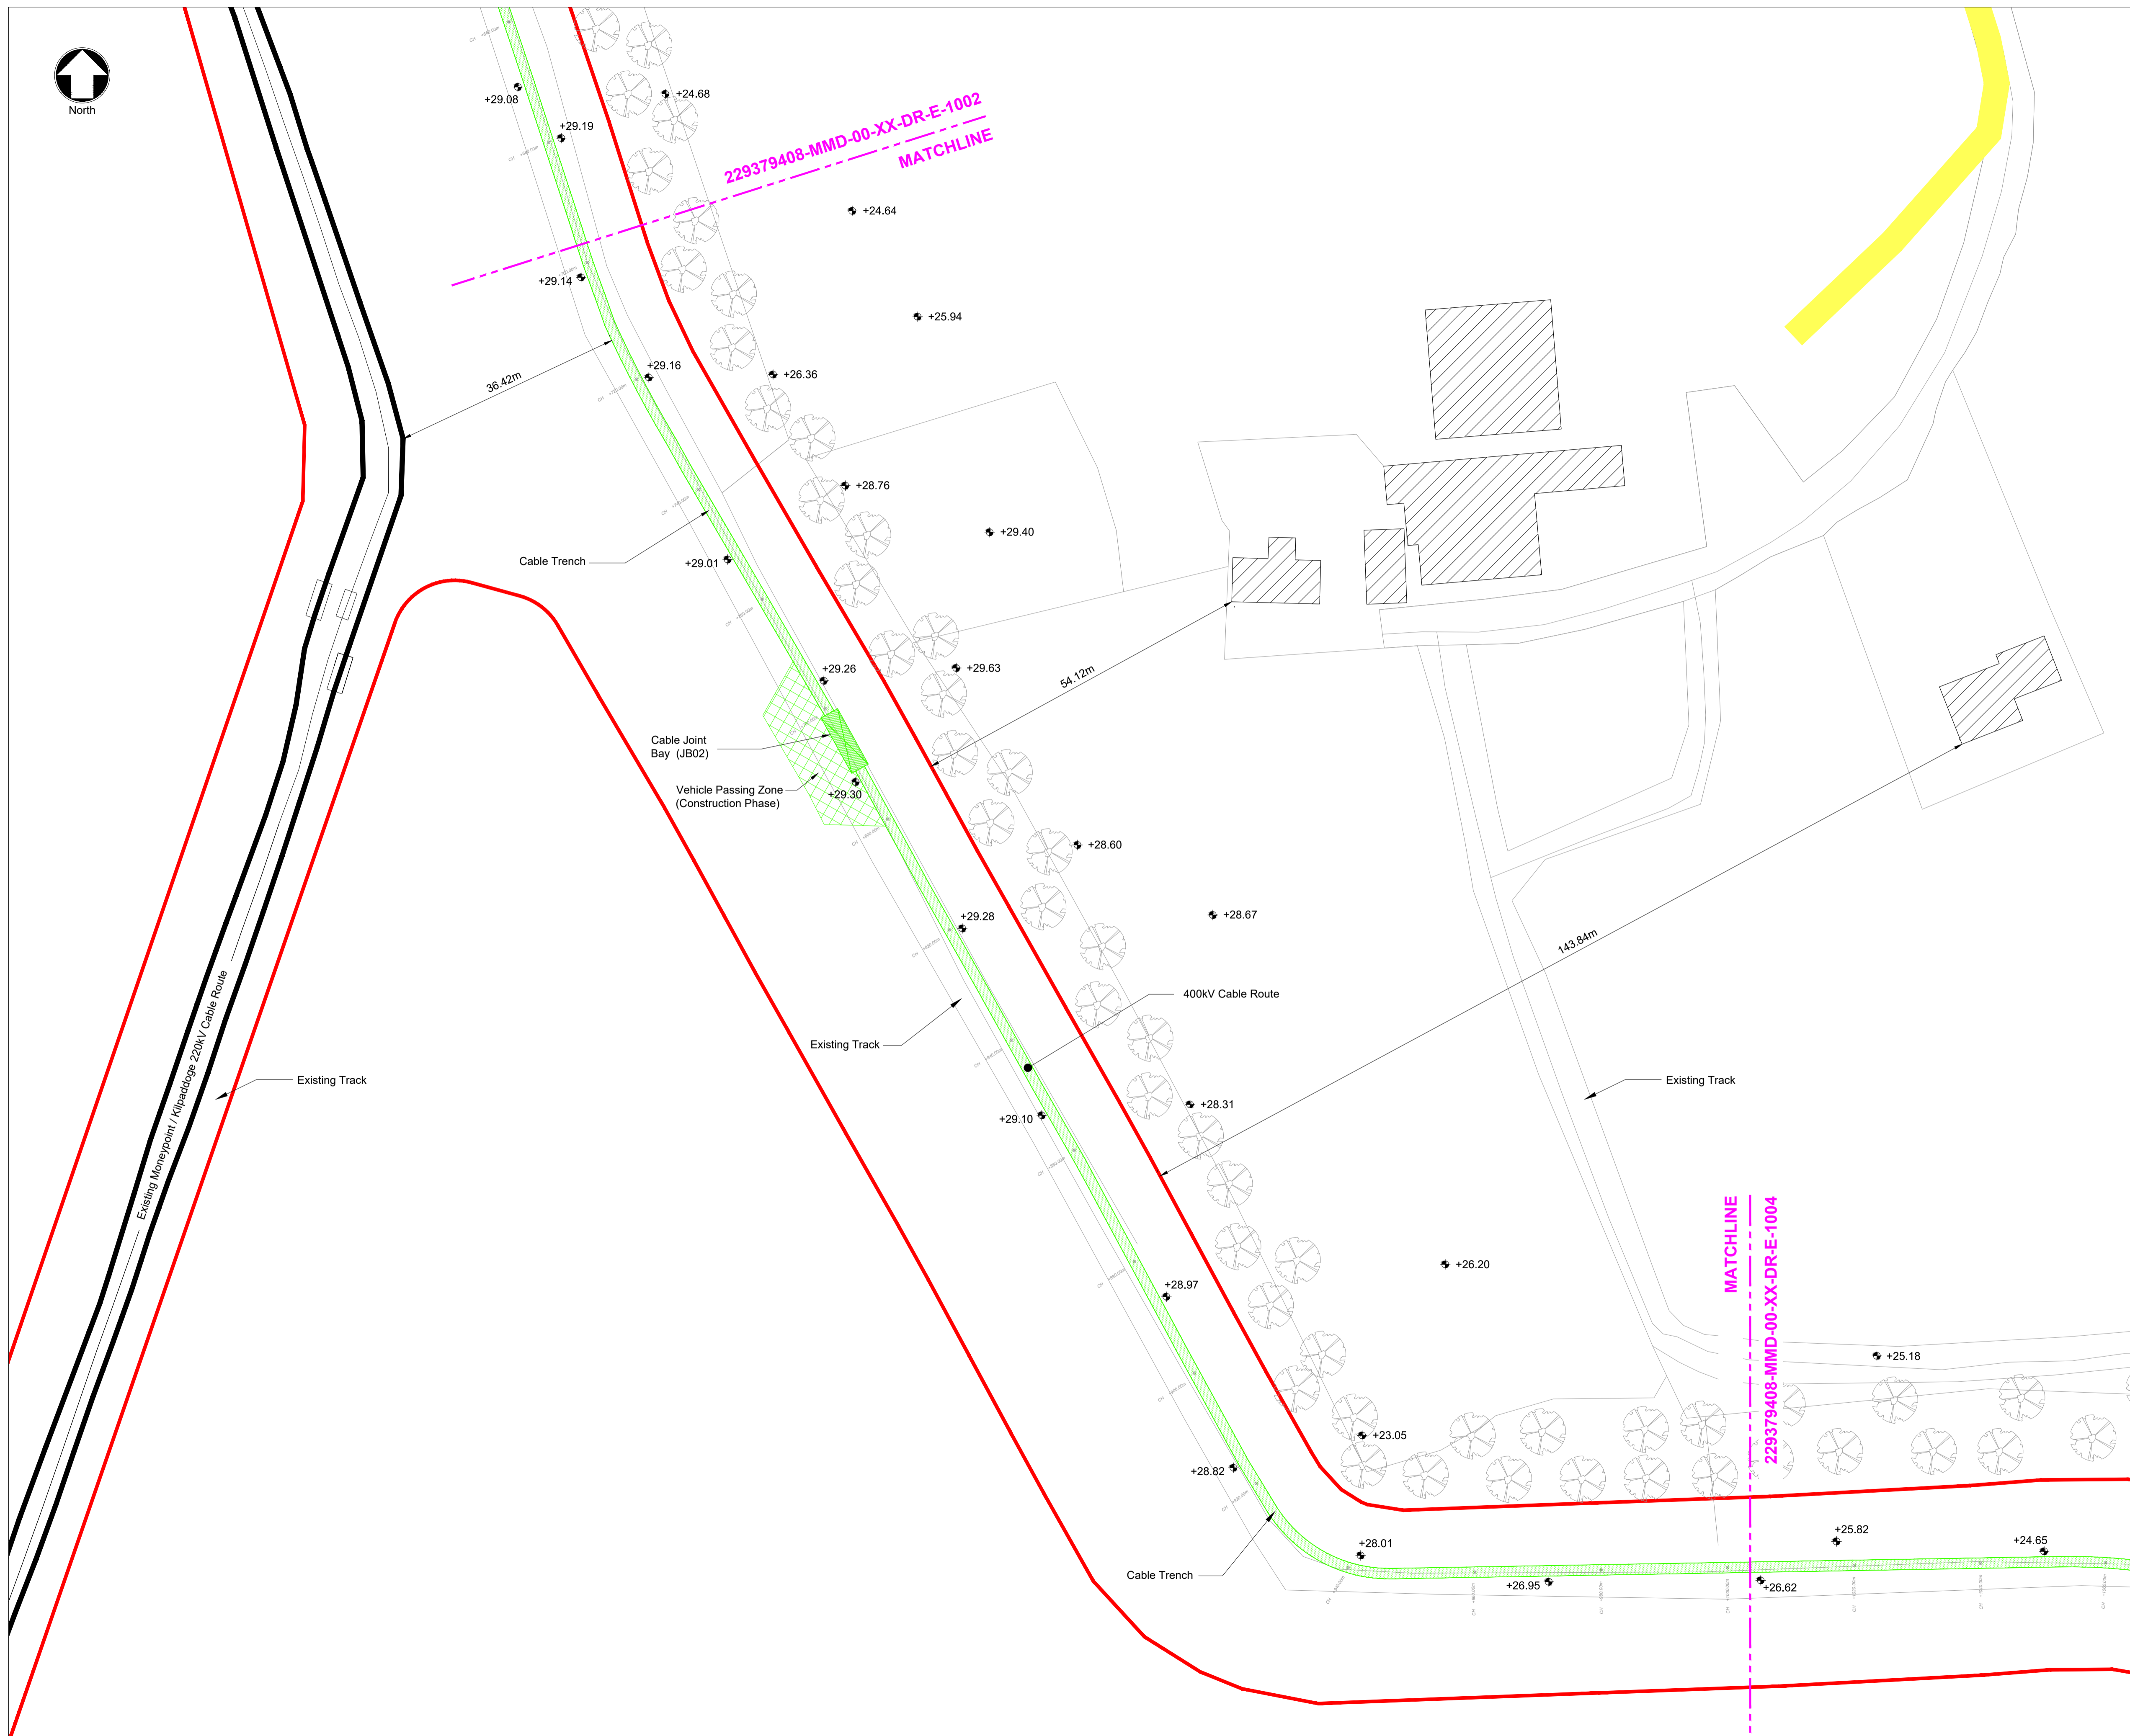 North
+29.08
+24.68
+29.19
229379408-MMD-00-XX-DR-E-1002
MATCHLINE
+24.64
+29.14
+25.94
+29.16
+26.36
36.42m
+28.76
+29.40
Cable Trench
+29.01
+29.26
+29.63
54.12m
Cable Joint
Bay (JB02)
Vehicle Passing Zone
(Construction Phase)
+29.30
+28.60
+29.28
+28.67
143.84m
400kV Cable Route
Existing Track
Existing Moneypoint / Kilpaddoge 220kV Cable Route
Existing Track
Existing Track
+29.10
+28.31
+28.97
+26.20
MATCHLINE
229379408-MMD-00-XX-DR-E-1004
+25.18
+23.05
+28.82
+28.01
+25.82
+24.65
Cable Trench
+26.95
+26.62